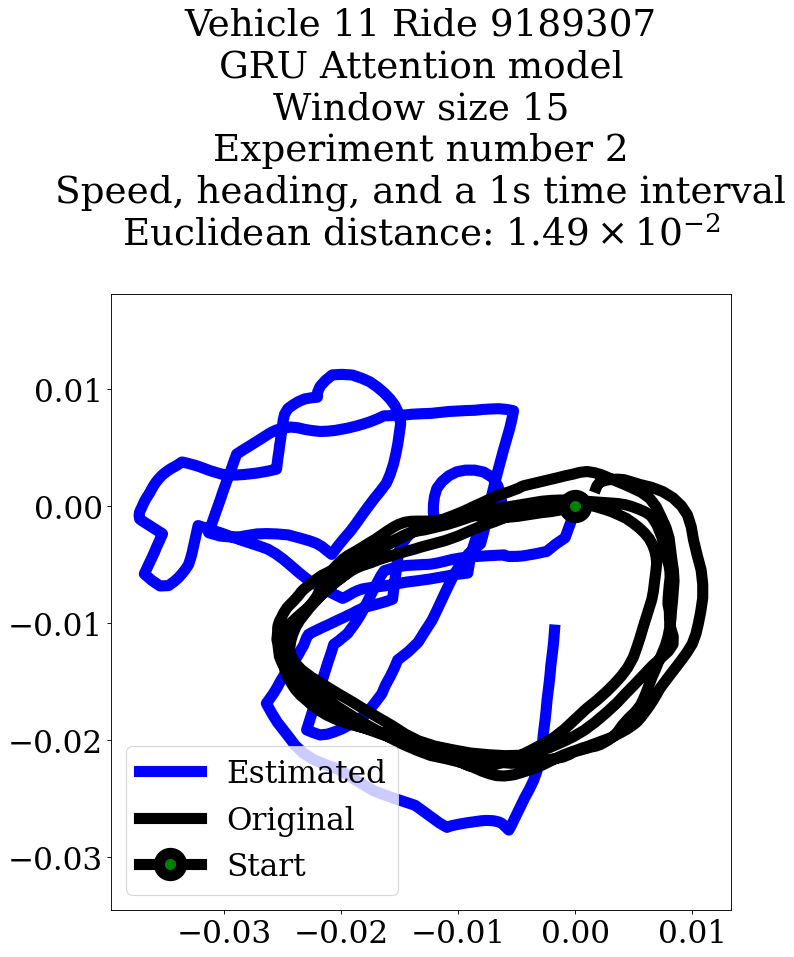 Vehicle 11 Ride 9189307
GRU Attention model
Window size 15
Experiment number 2
Speed, heading, and a 1s time interval
Euclidean distance: 1.49 × 10⁻²
0.01
0.00
−0.01
−0.02
−0.03
Estimated
Original
Start
−0.03 −0.02 −0.01 0.00 0.01